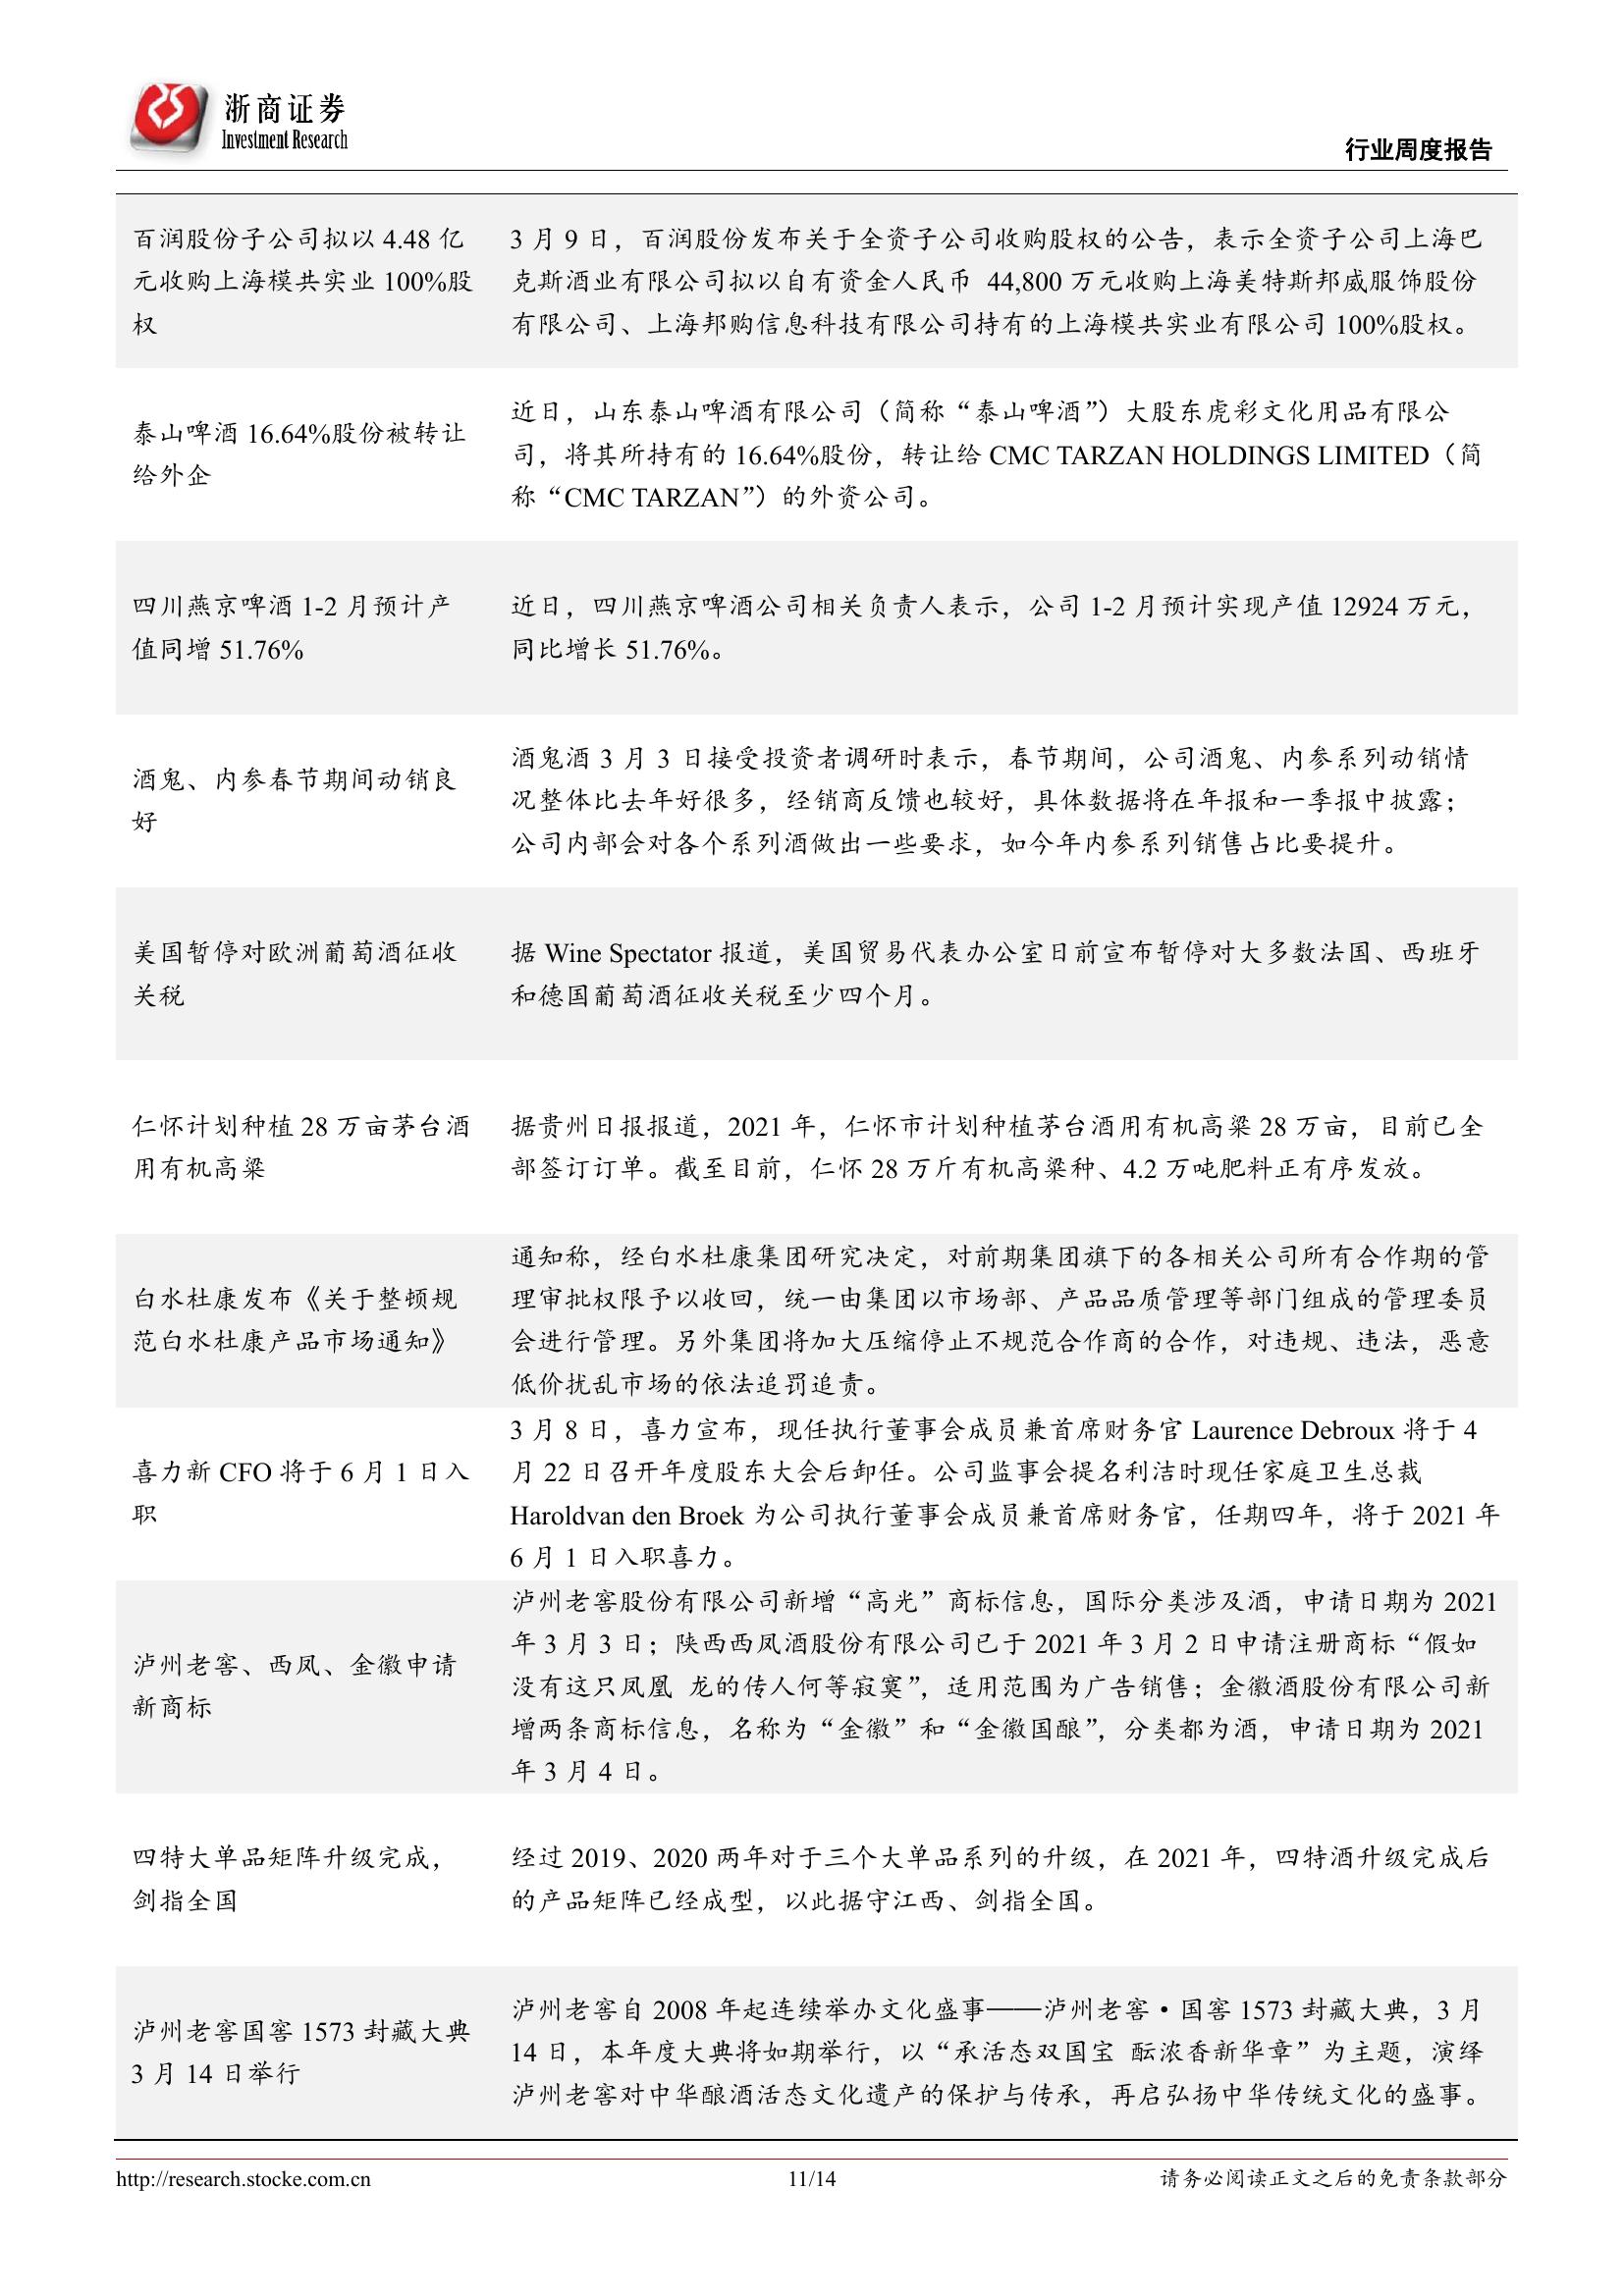 浙商证券
Investment Research
行业周度报告
百润股份子公司拟以 4.48 亿
元收购上海模共实业 100%股
权
3 月 9 日，百润股份发布关于全资子公司收购股权的公告，表示全资子公司上海巴
克斯酒业有限公司拟以自有资金人民币 44,800 万元收购上海美特斯邦威服饰股份
有限公司、上海邦购信息科技有限公司持有的上海模共实业有限公司 100%股权。
泰山啤酒 16.64%股份被转让
给外企
近日，山东泰山啤酒有限公司（简称“泰山啤酒”）大股东虎彩文化用品有限公
司，将其所持有的 16.64%股份，转让给 CMC TARZAN HOLDINGS LIMITED（简
称“CMC TARZAN”）的外资公司。
四川燕京啤酒 1-2 月预计产
值同增 51.76%
近日，四川燕京啤酒公司相关负责人表示，公司 1-2 月预计实现产值 12924 万元，
同比增长 51.76%。
酒鬼、内参春节期间动销良
好
酒鬼酒 3 月 3 日接受投资者调研时表示，春节期间，公司酒鬼、内参系列动销情
况整体比去年好很多，经销商反馈也较好，具体数据将在年报和一季报中披露；
公司内部会对各个系列酒做出一些要求，如今年内参系列销售占比要提升。
美国暂停对欧洲葡萄酒征收
关税
据 Wine Spectator 报道，美国贸易代表办公室日前宣布暂停对大多数法国、西班牙
和德国葡萄酒征收关税至少四个月。
仁怀计划种植 28 万亩茅台酒
用有机高粱
据贵州日报报道，2021 年，仁怀市计划种植茅台酒用有机高粱 28 万亩，目前已全
部签订订单。截至目前，仁怀 28 万斤有机高粱种、4.2 万吨肥料正有序发放。
白水杜康发布《关于整顿规
范白水杜康产品市场通知》
通知称，经白水杜康集团研究决定，对前期集团旗下的各相关公司所有合作期的管
理审批权限予以收回，统一由集团以市场部、产品品质管理等部门组成的管理委员
会进行管理。另外集团将加大压缩停止不规范合作商的合作，对违规、违法，恶意
低价扰乱市场的依法追罚追责。
喜力新 CFO 将于 6 月 1 日入
职
3 月 8 日，喜力宣布，现任执行董事会成员兼首席财务官 Laurence Debroux 将于 4
月 22 日召开年度股东大会后卸任。公司监事会提名利洁时现任家庭卫生总裁
Haroldvan den Broek 为公司执行董事会成员兼首席财务官，任期四年，将于 2021 年
6 月 1 日入职喜力。
泸州老窖、西凤、金徽申请
新商标
泸州老窖股份有限公司新增“高光”商标信息，国际分类涉及酒，申请日期为 2021
年 3 月 3 日；陕西西凤酒股份有限公司已于 2021 年 3 月 2 日申请注册商标“假如
没有这只凤凰 龙的传人何等寂寞”，适用范围为广告销售；金徽酒股份有限公司新
增两条商标信息，名称为“金徽”和“金徽国酿”，分类都为酒，申请日期为 2021
年 3 月 4 日。
四特大单品矩阵升级完成，
剑指全国
经过 2019、2020 两年对于三个大单品系列的升级，在 2021 年，四特酒升级完成后
的产品矩阵已经成型，以此据守江西、剑指全国。
泸州老窖国窖 1573 封藏大典
3 月 14 日举行
泸州老窖自 2008 年起连续举办文化盛事——泸州老窖·国窖 1573 封藏大典，3 月
14 日，本年度大典将如期举行，以“承活态双国宝 酝浓香新华章”为主题，演绎
泸州老窖对中华酿酒活态文化遗产的保护与传承，再启弘扬中华传统文化的盛事。
http://research.stocke.com.cn
11/14
请务必阅读正文之后的免责条款部分